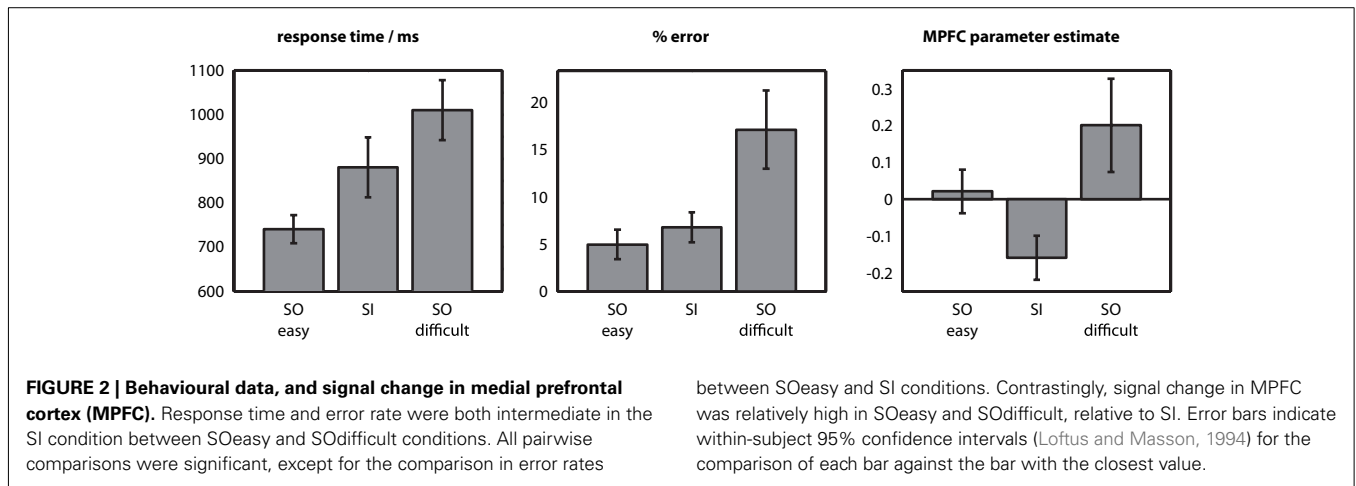 response time / ms
1100
1000
900
800
700
600
SO
easy
SI
SO
difficult
% error
20
15
10
5
0
SO
easy
SI
SO
difficult
MPFC parameter estimate
0.3
0.2
0.1
0
-0.1
-0.2
SO
easy
SI
SO
difficult
FIGURE 2 | Behavioural data, and signal change in medial prefrontal
cortex (MPFC). Response time and error rate were both intermediate in the
SI condition between SOeasy and SOdifficult conditions. All pairwise
comparisons were significant, except for the comparison in error rates
between SOeasy and SI conditions. Contrastingly, signal change in MPFC
was relatively high in SOeasy and SOdifficult, relative to SI. Error bars indicate
within-subject 95% confidence intervals (Loftus and Masson, 1994) for the
comparison of each bar against the bar with the closest value.